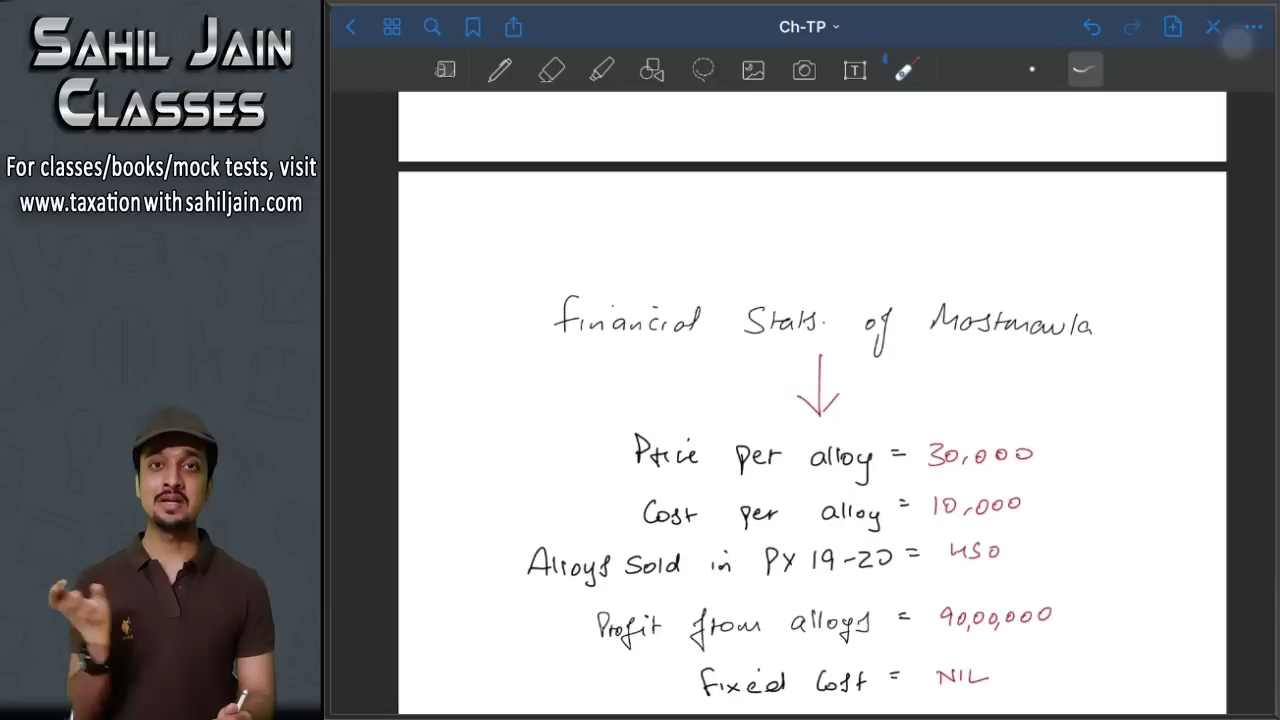 SAHIL JAIN
CLASSES
For classes/books/mock tests, visit
www.taxationwithsahiljain.com
Ch-TP
Financial Stats. of Mastmaula
Price per alloy = 30,000
Cost per alloy = 10,000
Alloys sold in PY 19-20 = 450
Profit from alloys = 90,00,000
Fixed Cost = NIL